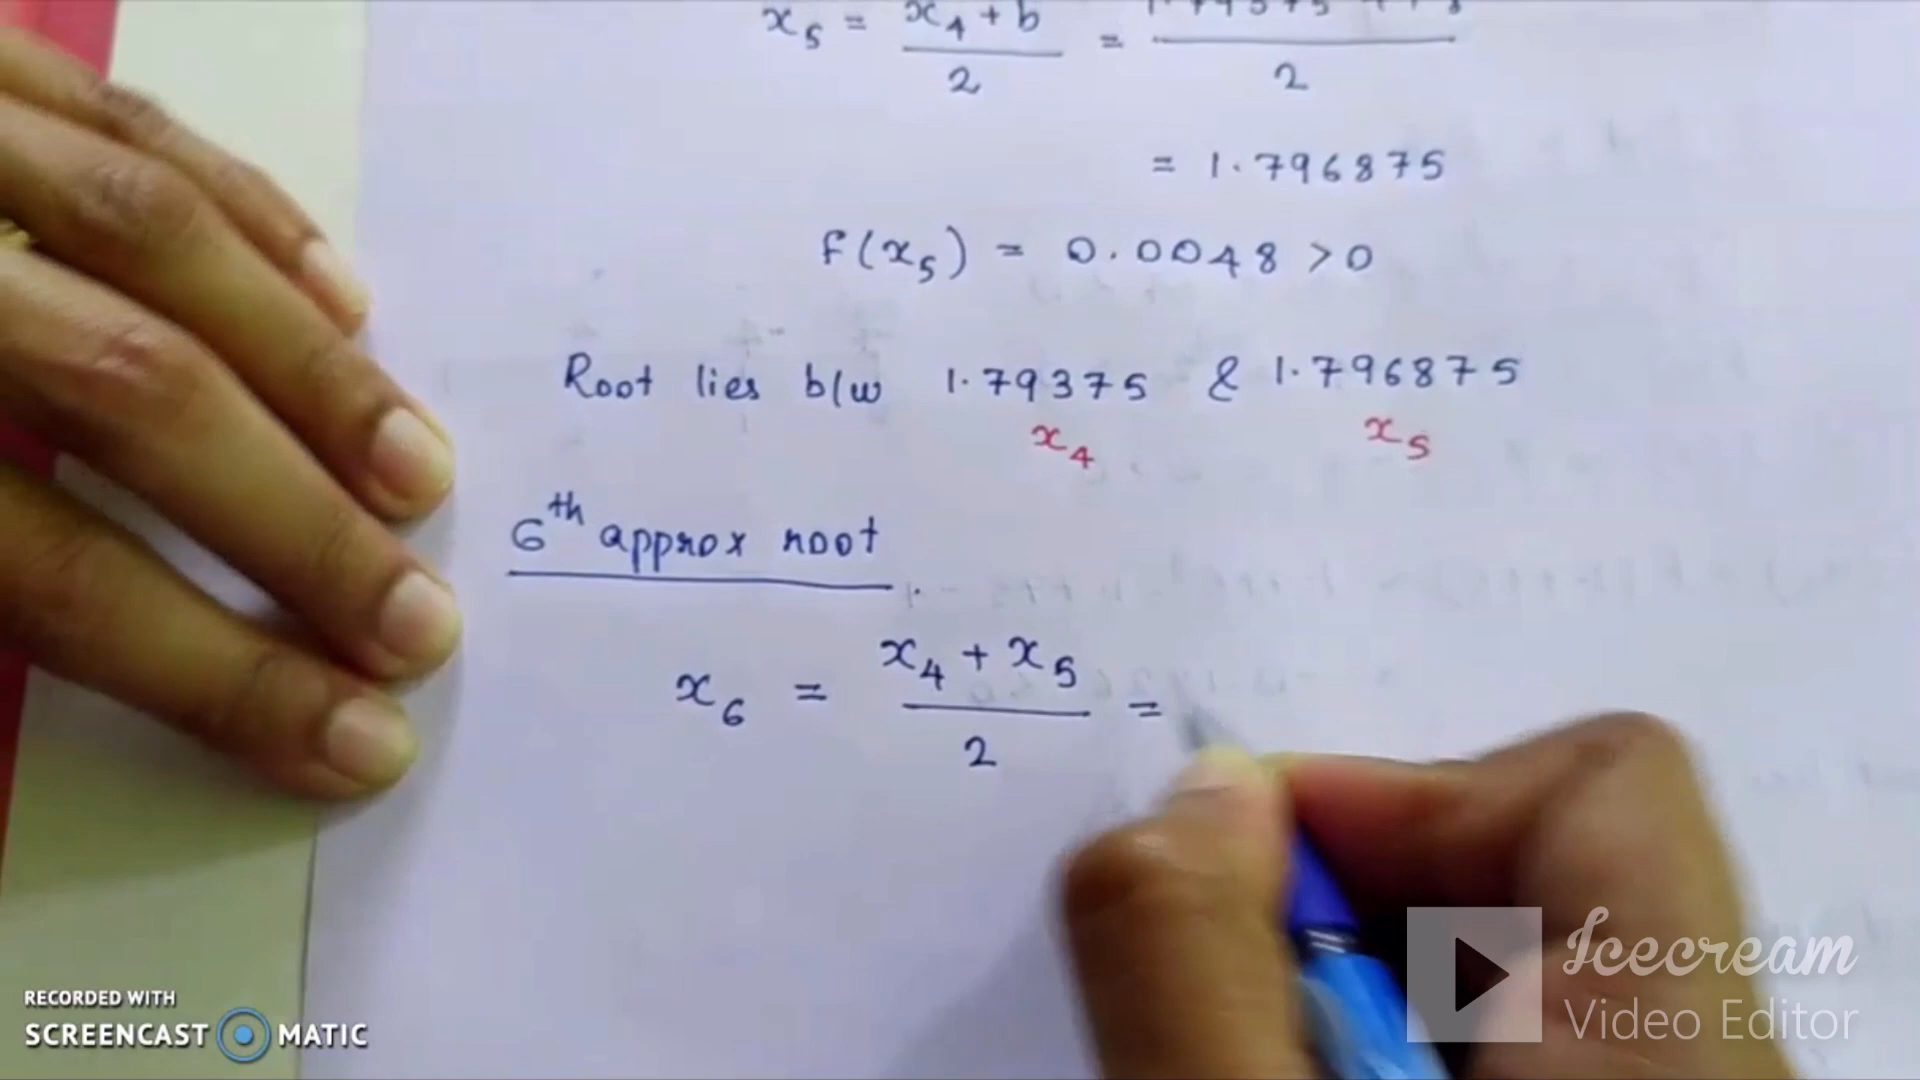 x₅ = x₄ + b / 2 = / 2
= 1.796875
f(x₅) = 0.0048 > 0
Root lies b/w 1.79375 & 1.796875
x₄ x₅
6th approx root
x₆ = x₄ + x₅ / 2 =
RECORDED WITH
SCREENCAST MATIC
Icecream
Video Editor